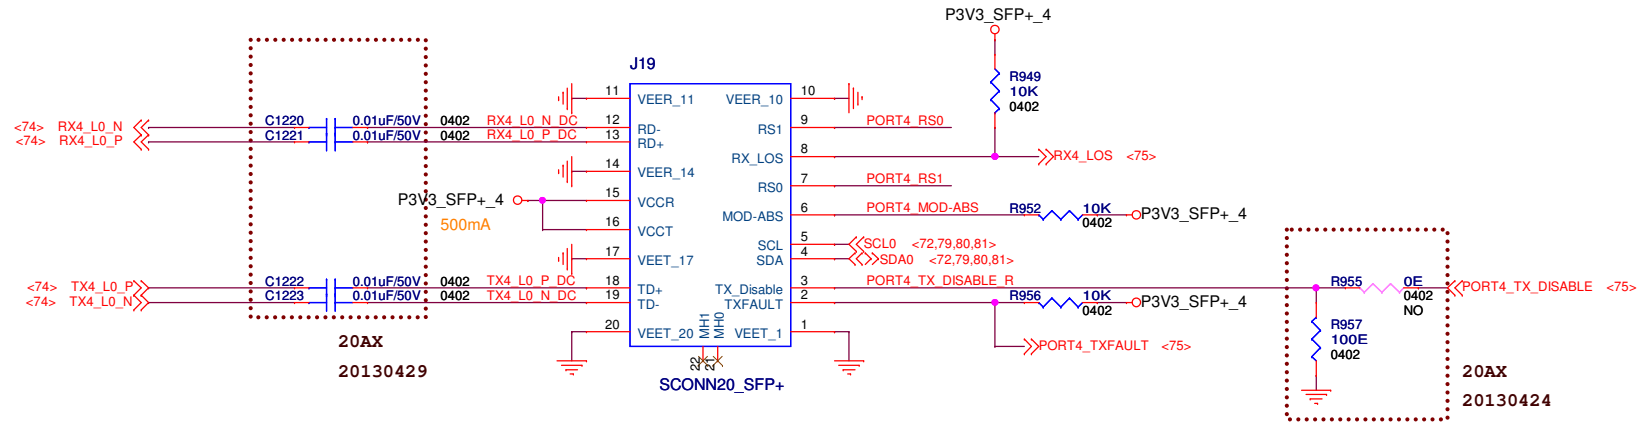 P3V3_SFP+_4
J19
R949
10K
0402
11 VEER_11 VEER_10 10
<74> RX4_L0_N C1220 0.01uF/50V 0402 RX4_L0_N_DC 12 RD- RS1 9 PORT4_RS0
<74> RX4_L0_P C1221 0.01uF/50V 0402 RX4_L0_P_DC 13 RD+
RX_LOS 8 RX4_LOS <75>
14 VEER_14
RS0 7 PORT4_RS1
P3V3_SFP+_4 15 VCCR
500mA
MOD-ABS 6 PORT4_MOD-ABS R952 10K 0402 P3V3_SFP+_4
16 VCCT
SCL 5 SCL0 <72,79,80,81>
17 VEET_17 SDA 4 SDA0 <72,79,80,81>
<74> TX4_L0_P C1222 0.01uF/50V 0402 TX4_L0_P_DC 18 TD+ TX_Disable 3 PORT4_TX_DISABLE_R R955 0E 0402 NO PORT4_TX_DISABLE <75>
<74> TX4_L0_N C1223 0.01uF/50V 0402 TX4_L0_N_DC 19 TD- TXFAULT 2 R956 10K 0402 P3V3_SFP+_4
R957
100E
0402
20 VEET_20 MH1 MH0 VEET_1 1
PORT4_TXFAULT <75>
22 21
SCONN20_SFP+
20AX
20130429
20AX
20130424